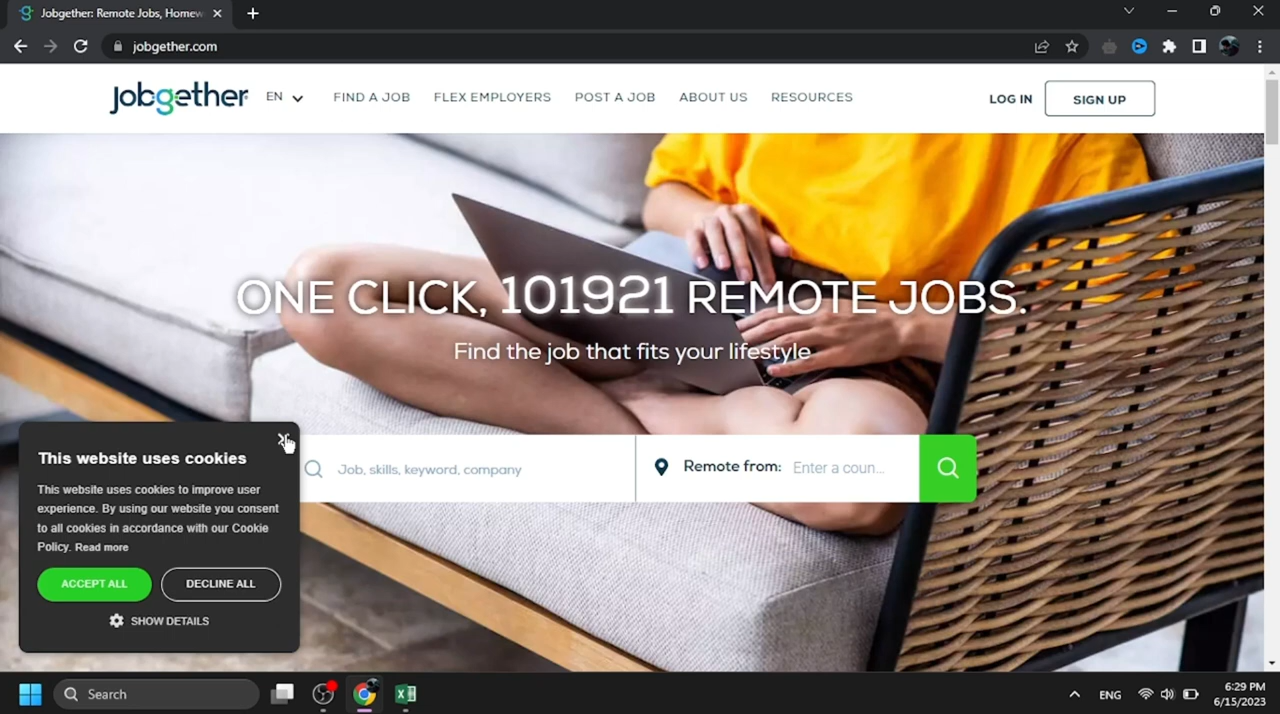 Jobgether: Remote Jobs, Homew
jobgether.com
jobgether
EN
FIND A JOB
FLEX EMPLOYERS
POST A JOB
ABOUT US
RESOURCES
LOG IN
SIGN UP
ONE CLICK, 101921 REMOTE JOBS.
Find the job that fits your lifestyle
Job, skills, keyword, company
Remote from: Enter a coun...
This website uses cookies
This website uses cookies to improve user
experience. By using our website you consent
to all cookies in accordance with our Cookie
Policy. Read more
ACCEPT ALL
DECLINE ALL
SHOW DETAILS
Search
ENG
6:29 PM
6/15/2023